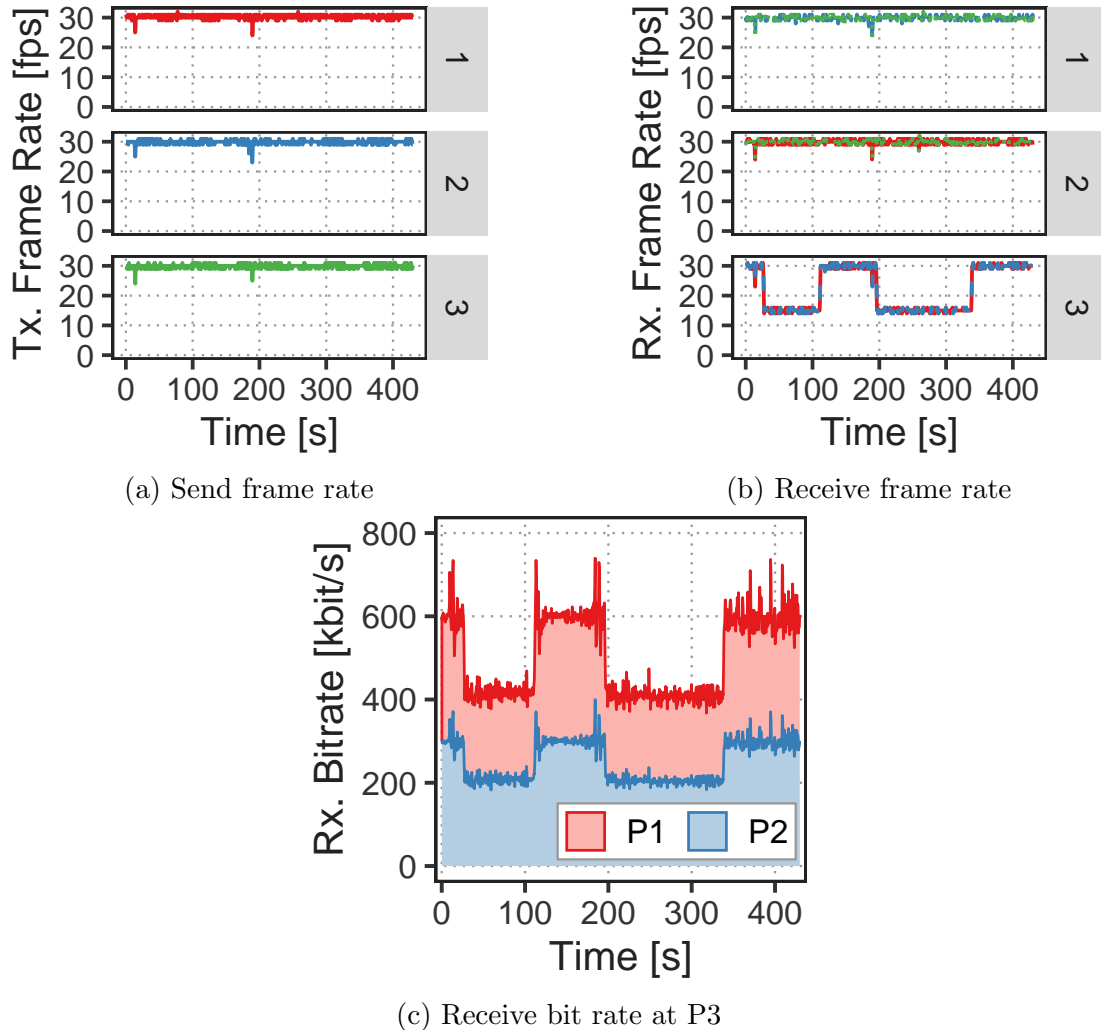 Tx. Frame Rate [fps]
30
20
10
0
1
30
20
10
0
2
30
20
10
0
3
0 100 200 300 400
Time [s]
(a) Send frame rate
Rx. Frame Rate [fps]
30
20
10
0
1
30
20
10
0
2
30
20
10
0
3
0 100 200 300 400
Time [s]
(b) Receive frame rate
Rx. Bitrate [kbit/s]
800
600
400
200
0
P1 P2
0 100 200 300 400
Time [s]
(c) Receive bit rate at P3